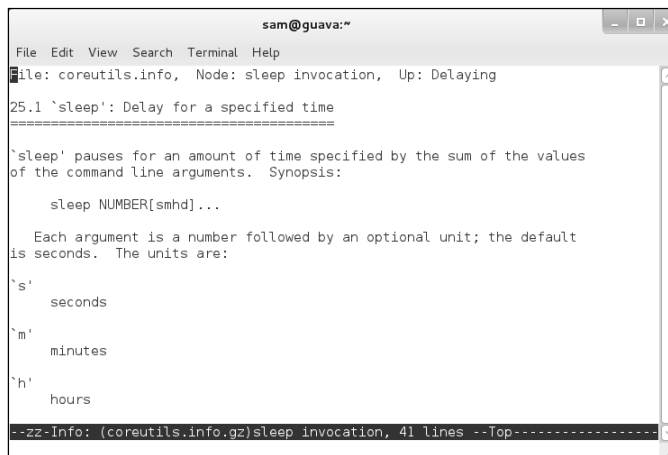 sam@guava:~
File Edit View Search Terminal Help
File: coreutils.info,  Node: sleep invocation,  Up: Delaying

25.1 `sleep': Delay for a specified time
========================================

`sleep' pauses for an amount of time specified by the sum of the values
of the command line arguments.  Synopsis:

     sleep NUMBER[smhd]...

   Each argument is a number followed by an optional unit; the default
is seconds.  The units are:

`s'
     seconds

`m'
     minutes

`h'
     hours

--zz-Info: (coreutils.info.gz)sleep invocation, 41 lines --Top------------------